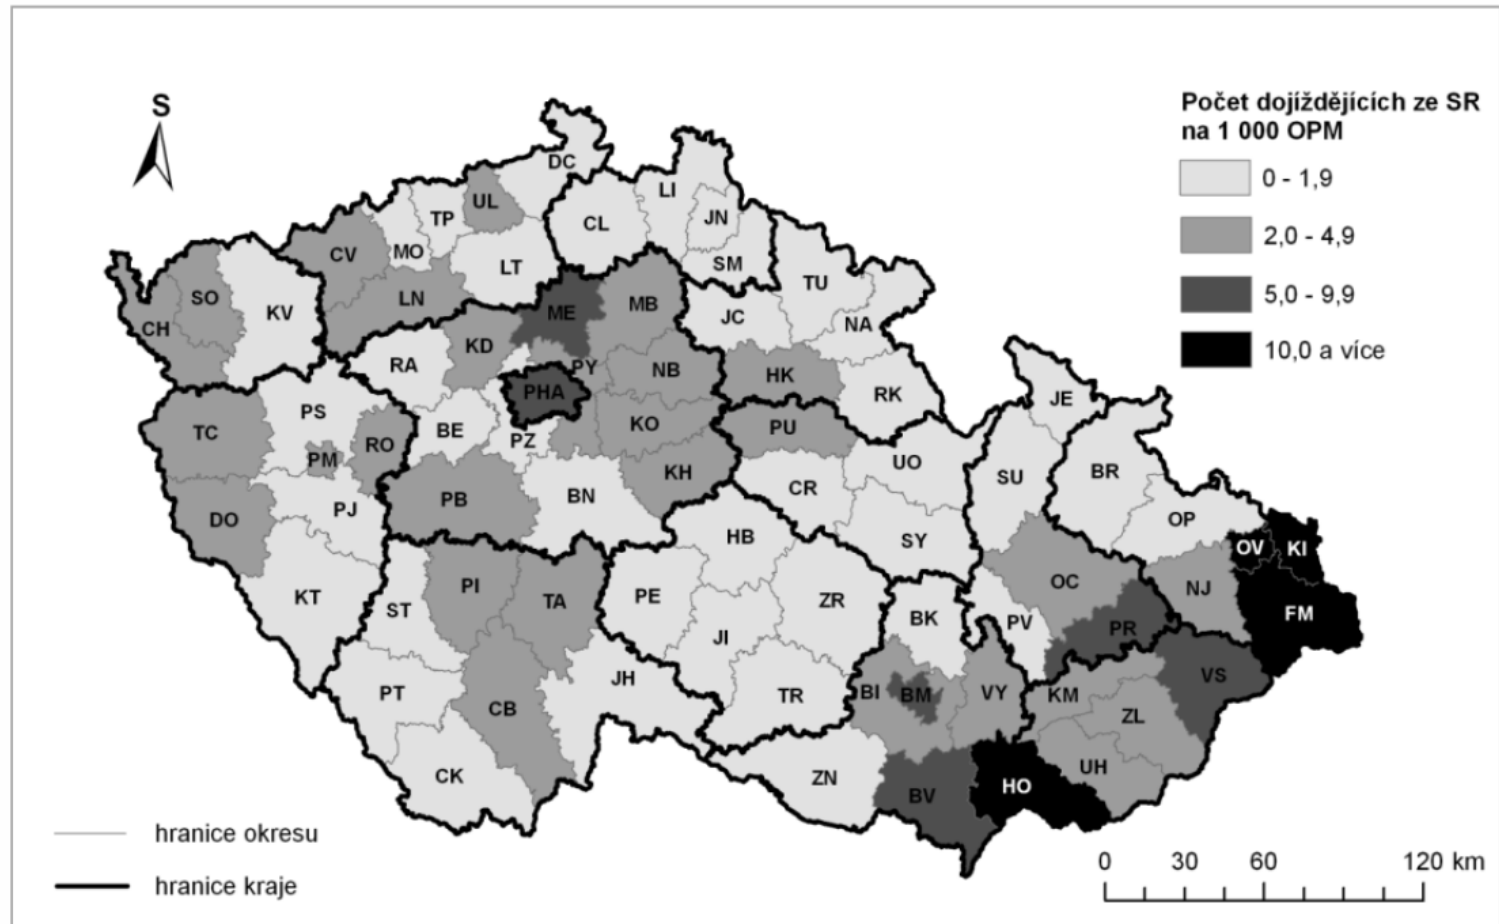 S
Počet dojíždějících ze SR
na 1 000 OPM
0 - 1,9
2,0 - 4,9
5,0 - 9,9
10,0 a více
DC
LI
UL
TP
CL
JN
MO
CV
LT
SM
TU
SO
LN
MB
KV
ME
JC
NA
CH
KD
RA
PY
NB
HK
PHA
RK
JE
PS
TC
BE
KO
PU
RO
PZ
PM
UO
BR
SU
KH
CR
PB
BN
PJ
DO
OP
HB
SY
OV
KI
OC
NJ
PI
KT
ST
TA
PE
ZR
FM
BK
PV
PR
JI
VS
JH
PT
TR
BI
BM
VY
KM
CB
ZL
UH
CK
ZN
HO
BV
hranice okresu
hranice kraje
0 30 60 120 km